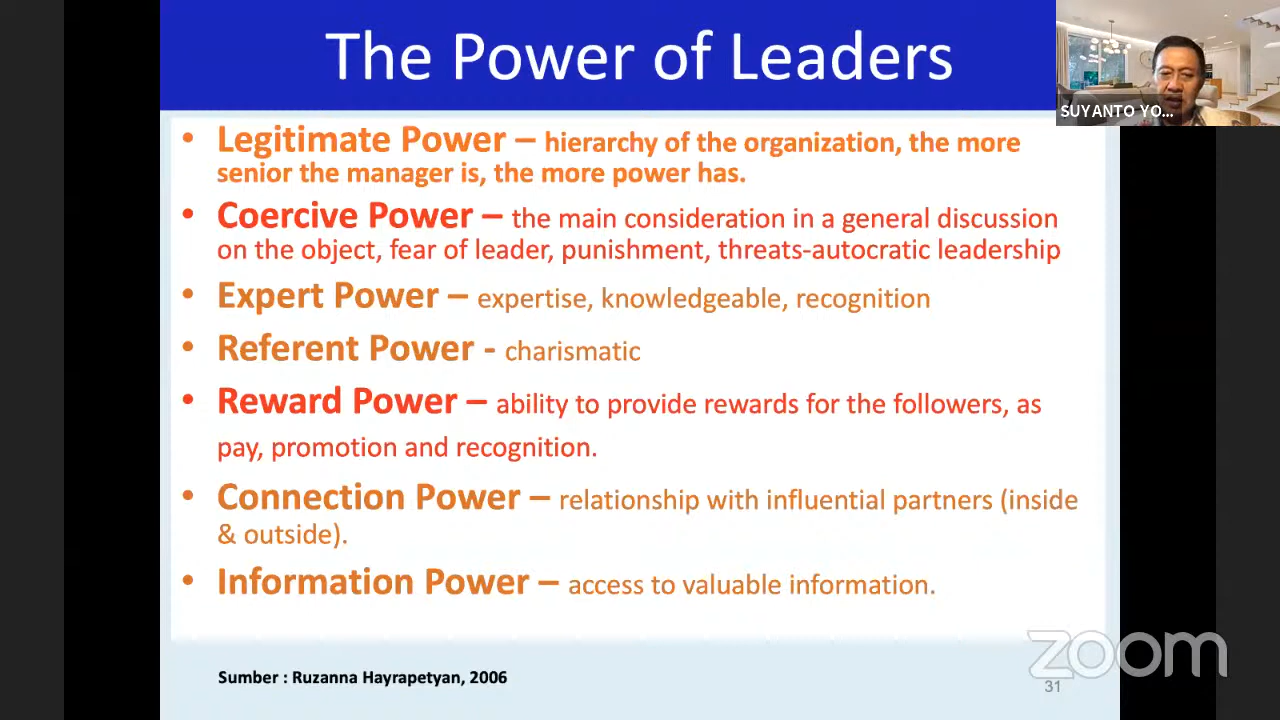 The Power of Leaders
SUYANTO YO...
• Legitimate Power – hierarchy of the organization, the more
senior the manager is, the more power has.
• Coercive Power – the main consideration in a general discussion
on the object, fear of leader, punishment, threats-autocratic leadership
• Expert Power – expertise, knowledgeable, recognition
• Referent Power - charismatic
• Reward Power – ability to provide rewards for the followers, as
pay, promotion and recognition.
• Connection Power – relationship with influential partners (inside
& outside).
• Information Power – access to valuable information.
zoom
Sumber : Ruzanna Hayrapetyan, 2006
31